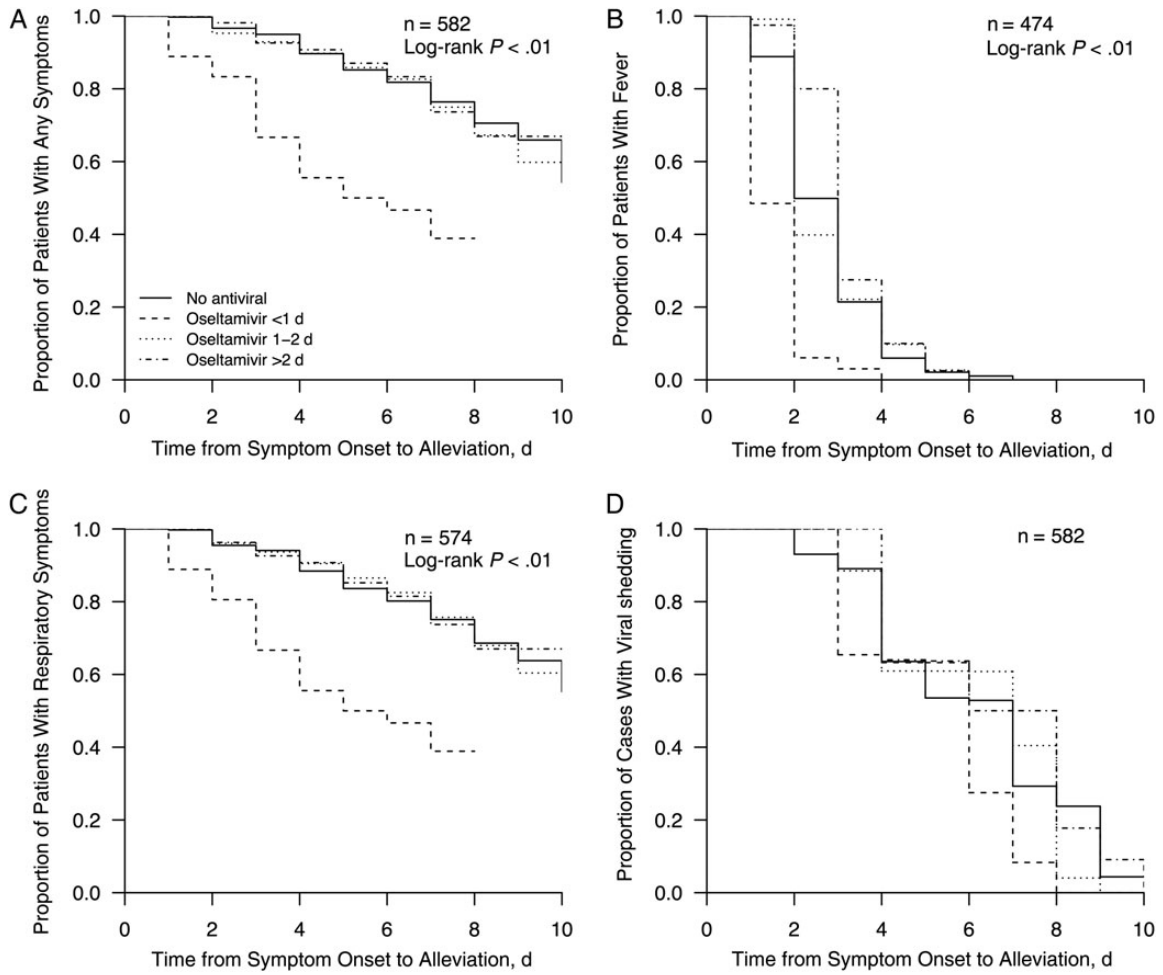 A
n = 582
Log-rank P < .01
Proportion of Patients With Any Symptoms
1.0
0.8
0.6
0.4
0.2
0.0
No antiviral
Oseltamivir <1 d
Oseltamivir 1–2 d
Oseltamivir >2 d
0 2 4 6 8 10
Time from Symptom Onset to Alleviation, d
B
n = 474
Log-rank P < .01
Proportion of Patients With Fever
1.0
0.8
0.6
0.4
0.2
0.0
0 2 4 6 8 10
Time from Symptom Onset to Alleviation, d
C
n = 574
Log-rank P < .01
Proportion of Patients With Respiratory Symptoms
1.0
0.8
0.6
0.4
0.2
0.0
0 2 4 6 8 10
Time from Symptom Onset to Alleviation, d
D
n = 582
Proportion of Cases With Viral shedding
1.0
0.8
0.6
0.4
0.2
0.0
0 2 4 6 8 10
Time from Symptom Onset to Alleviation, d